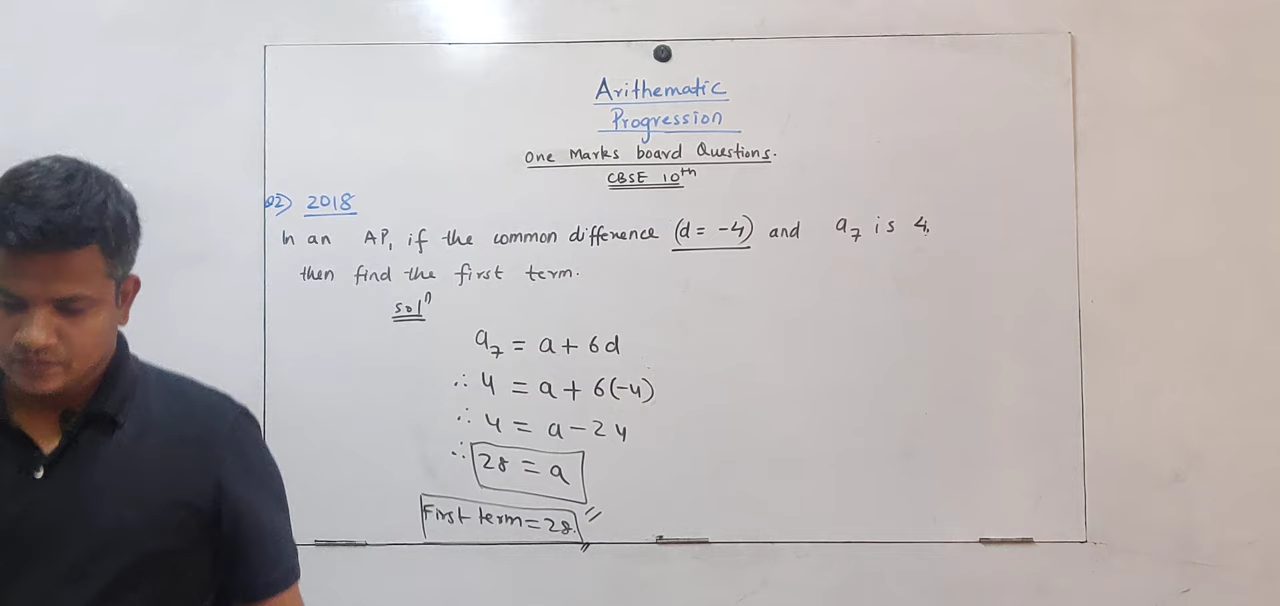 Arithematic
Progression
One Marks board Questions.
CBSE 10th
02) 2018
In an AP, if the common difference (d = -4) and a₇ is 4,
then find the first term.
Solⁿ
a₇ = a + 6d
∴ 4 = a + 6(-4)
∴ 4 = a - 24
∴ 28 = a
First term = 28.